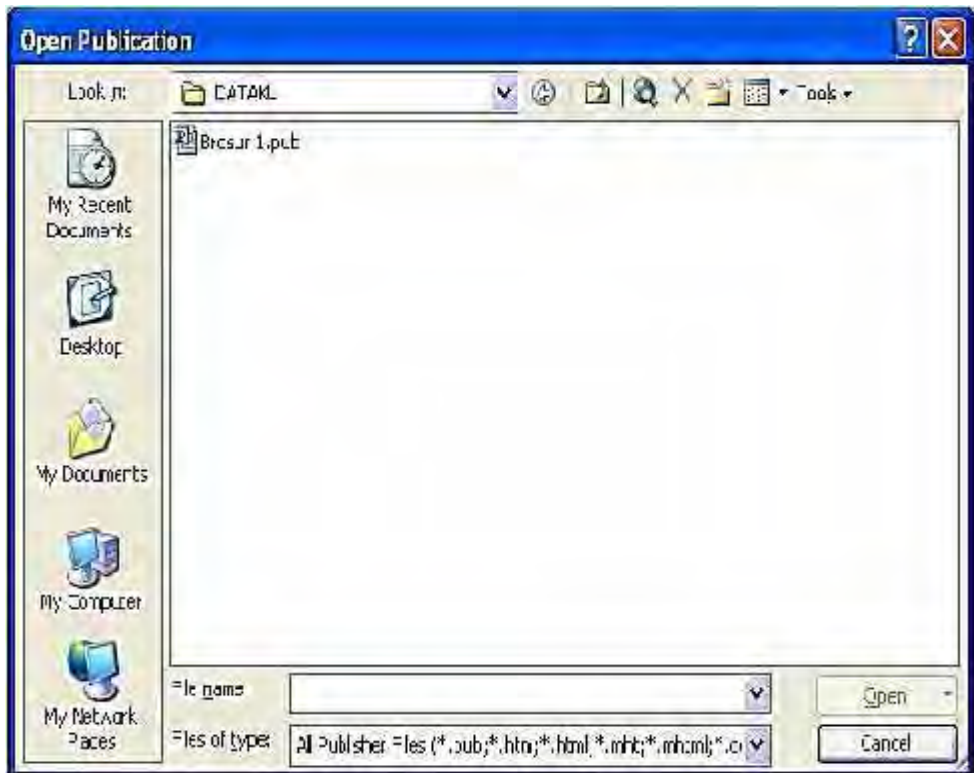 Open Publication
Look in:
DATAKU
Tools
Brosur 1.pub
My Recent
Documents
Desktop
My Documents
My Computer
My Network
Places
File name
Files of type:
All Publisher Files (*.pub;*.htm;*.html;*.mht;*.mhtml;*.
Open
Cancel